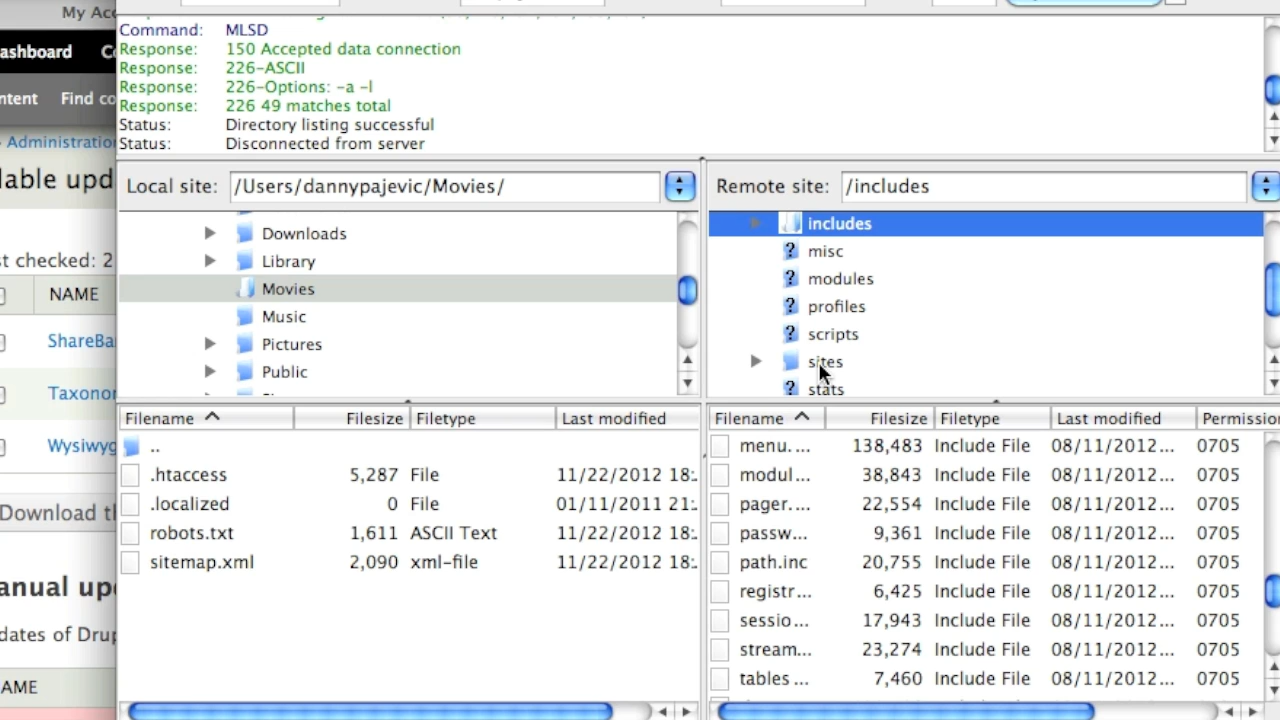 My Acc
ashboard
Co
ntent Find co
Administration
lable upd
t checked: 2
NAME
ShareBa
Taxonor
Wysiwyg
Download th
anual upd
dates of Drup
AME
Command: MLSD
Response: 150 Accepted data connection
Response: 226-ASCII
Response: 226-Options: -a -l
Response: 226 49 matches total
Status: Directory listing successful
Status: Disconnected from server
Local site: /Users/dannypajevic/Movies/
Downloads
Library
Movies
Music
Pictures
Public
Filename Filesize Filetype Last modified
..
.htaccess 5,287 File 11/22/2012 18:
.localized 0 File 01/11/2011 21:
robots.txt 1,611 ASCII Text 11/22/2012 18:
sitemap.xml 2,090 xml-file 11/22/2012 18:
Remote site: /includes
includes
misc
modules
profiles
scripts
sites
stats
Filename Filesize Filetype Last modified Permissio
menu.... 138,483 Include File 08/11/2012... 0705
modul... 38,843 Include File 08/11/2012... 0705
pager.... 22,554 Include File 08/11/2012... 0705
passw... 9,361 Include File 08/11/2012... 0705
path.inc 20,755 Include File 08/11/2012... 0705
registr... 6,425 Include File 08/11/2012... 0705
sessio... 17,943 Include File 08/11/2012... 0705
stream... 23,274 Include File 08/11/2012... 0705
tables ... 7,460 Include File 08/11/2012... 0705